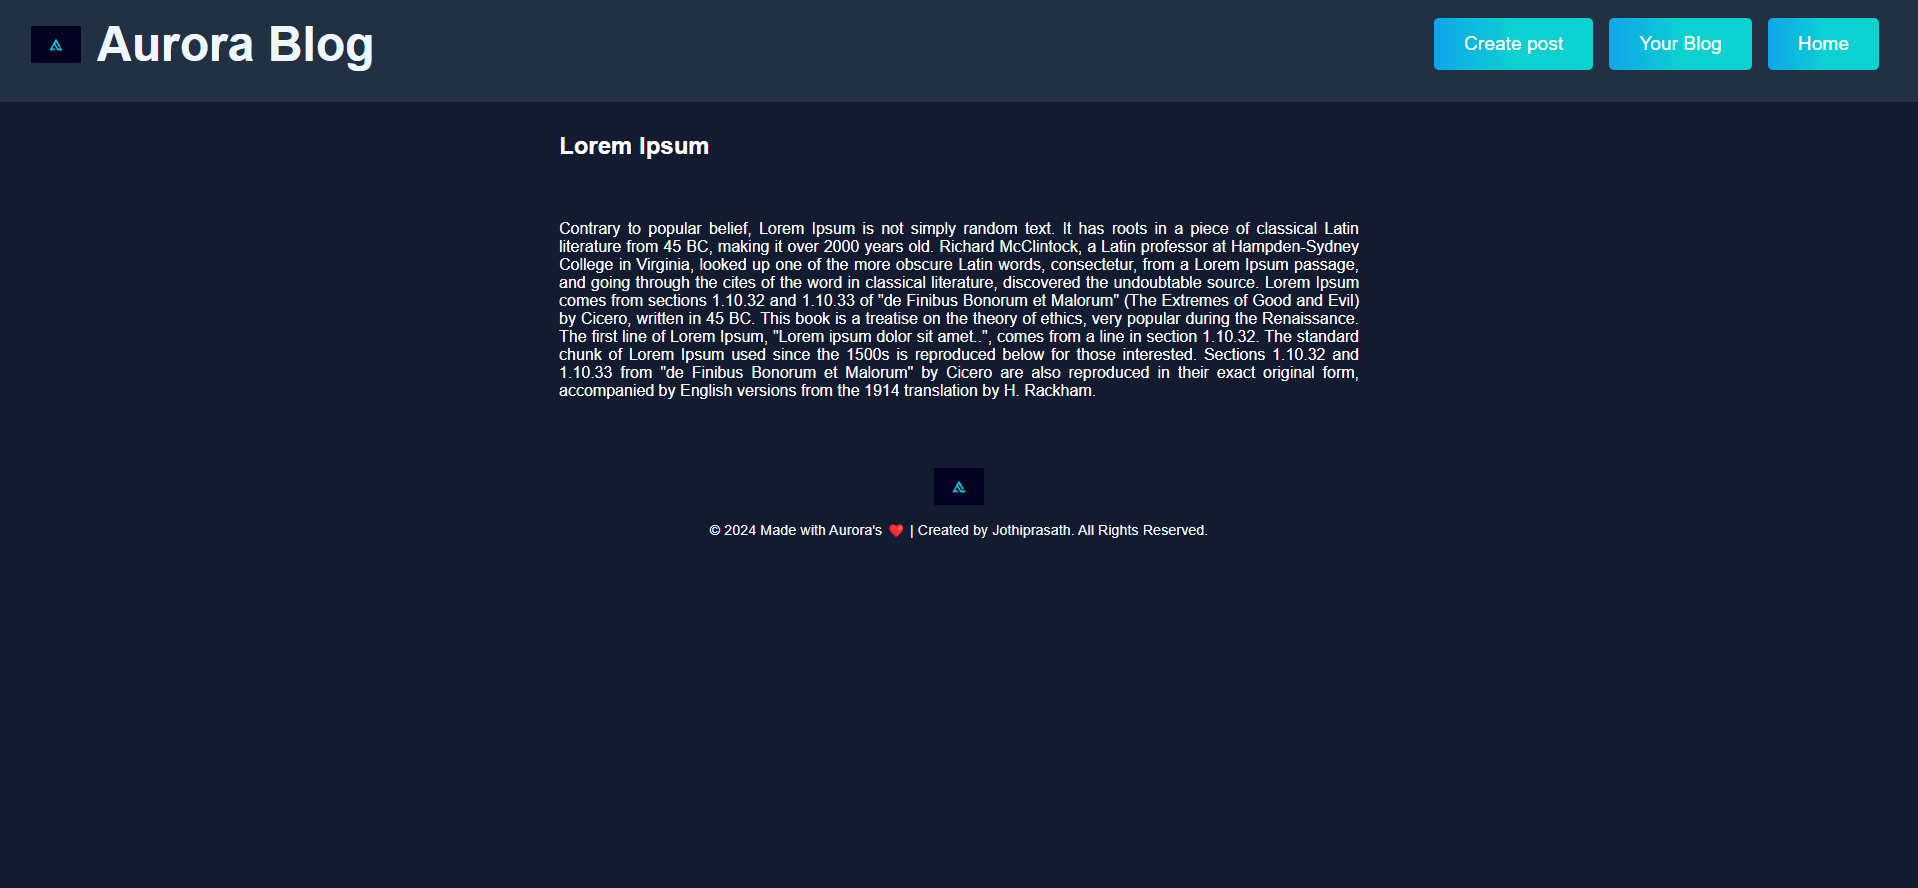 Aurora Blog
Create post
Your Blog
Home
Lorem Ipsum
Contrary to popular belief, Lorem Ipsum is not simply random text. It has roots in a piece of classical Latin
literature from 45 BC, making it over 2000 years old. Richard McClintock, a Latin professor at Hampden-Sydney
College in Virginia, looked up one of the more obscure Latin words, consectetur, from a Lorem Ipsum passage,
and going through the cites of the word in classical literature, discovered the undoubtable source. Lorem Ipsum
comes from sections 1.10.32 and 1.10.33 of "de Finibus Bonorum et Malorum" (The Extremes of Good and Evil)
by Cicero, written in 45 BC. This book is a treatise on the theory of ethics, very popular during the Renaissance.
The first line of Lorem Ipsum, "Lorem ipsum dolor sit amet..", comes from a line in section 1.10.32. The standard
chunk of Lorem Ipsum used since the 1500s is reproduced below for those interested. Sections 1.10.32 and
1.10.33 from "de Finibus Bonorum et Malorum" by Cicero are also reproduced in their exact original form,
accompanied by English versions from the 1914 translation by H. Rackham.
© 2024 Made with Aurora's ❤️ | Created by Jothiprasath. All Rights Reserved.